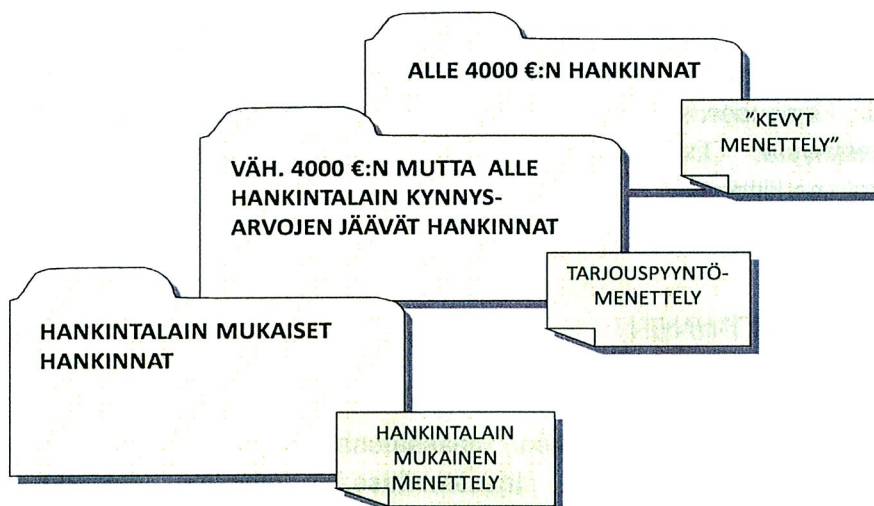 ALLE 4000 €:N HANKINNAT
”KEVYT
MENETTELY”
VÄH. 4000 €:N MUTTA ALLE
HANKINTALAIN KYNNYS-
ARVOJEN JÄÄVÄT HANKINNAT
TARJOUSPYYNTÖ-
MENETTELY
HANKINTALAIN MUKAISET
HANKINNAT
HANKINTALAIN
MUKAINEN
MENETTELY